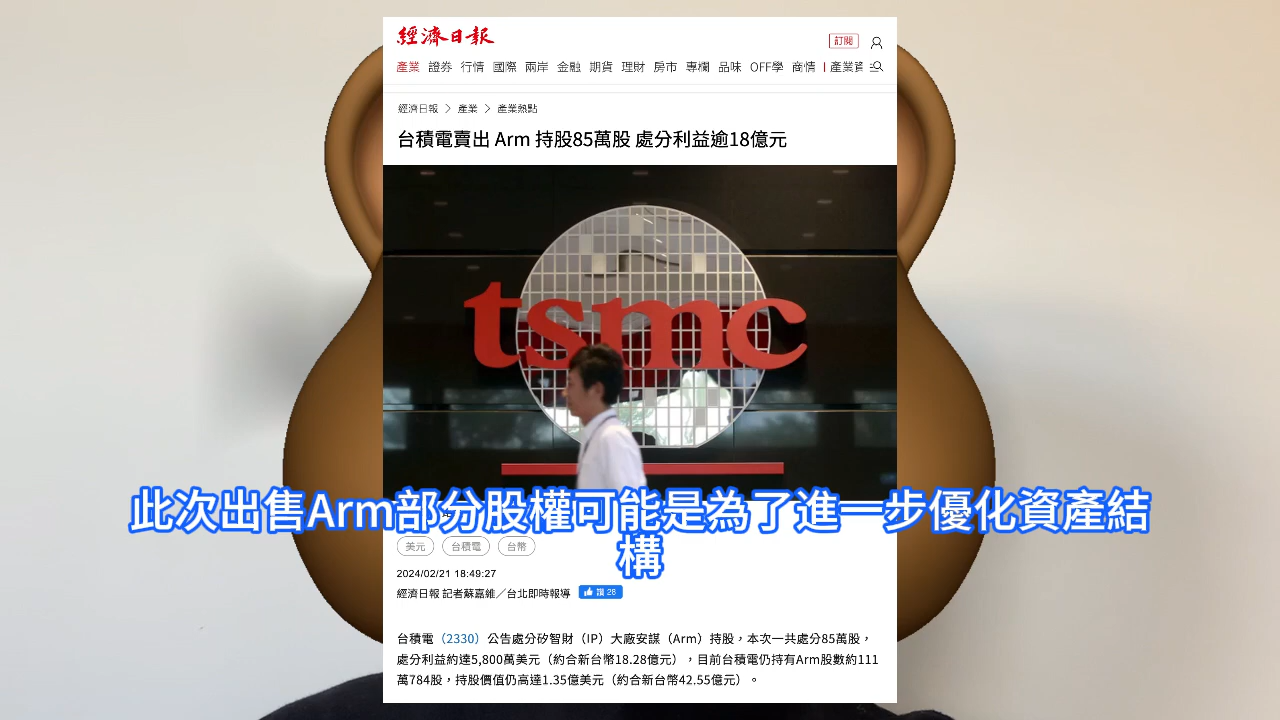 經濟日報
訂閱
產業 證券 行情 國際 兩岸 金融 期貨 理財 房市 專欄 品味 OFF學 商情 產業資
經濟日報 > 產業 > 產業熱點
台積電賣出 Arm 持股85萬股 處分利益逾18億元
tsmc
此次出售Arm部分股權可能是為了進一步優化資產結
構
美元 台積電 台幣
2024/02/21 18:49:27
經濟日報 記者蘇嘉維／台北即時報導 讚 28
台積電（2330）公告處分矽智財（IP）大廠安謀（Arm）持股，本次一共處分85萬股，
處分利益約達5,800萬美元（約合新台幣18.28億元），目前台積電仍持有Arm股數約111
萬784股，持股價值仍高達1.35億美元（約合新台幣42.55億元）。